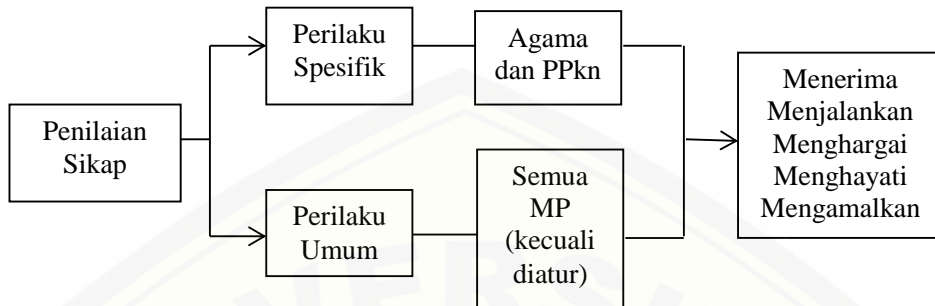 Penilaian
Sikap
Perilaku
Spesifik
Agama
dan PPkn
Perilaku
Umum
Semua
MP
(kecuali
diatur)
Menerima
Menjalankan
Menghargai
Menghayati
Mengamalkan